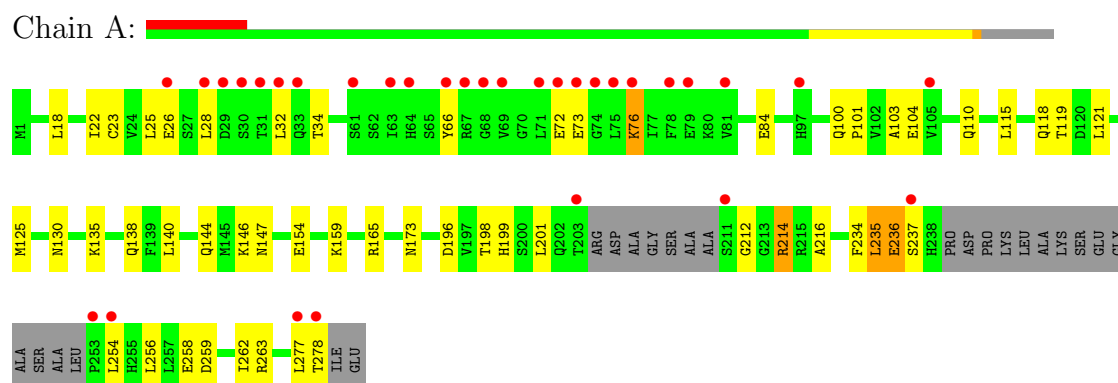 Chain A:
M1 L18 I22 C23 V24 L25 E26 S27 L28 D29 S30 T31 L32 Q33 T34 S61 S62 I63 H64 S65 Y66 R67 G68 V69 G70 L71 E72 E73 G74 L75 K76 I77 F78 E79 K80 V81 E84 H97 Q100 P101 V102 A103 E104 V105 Q110 L115 Q118 T119 D120 L121
M125 N130 K135 Q138 F139 L140 Q144 M145 K146 N147 E154 K159 R165 N173 D196 V197 T198 H199 S200 L201 Q202 T203 ARG ASP ALA GLY SER ALA ALA S211 G212 G213 R214 R215 A216 F234 L235 E236 S237 H238 PRO ASP PRO LYS LEU ALA LYS SER GLU GLY
ALA SER ALA LEU P253 L254 H255 L256 L257 E258 D259 I262 R263 L277 T278 ILE GLU